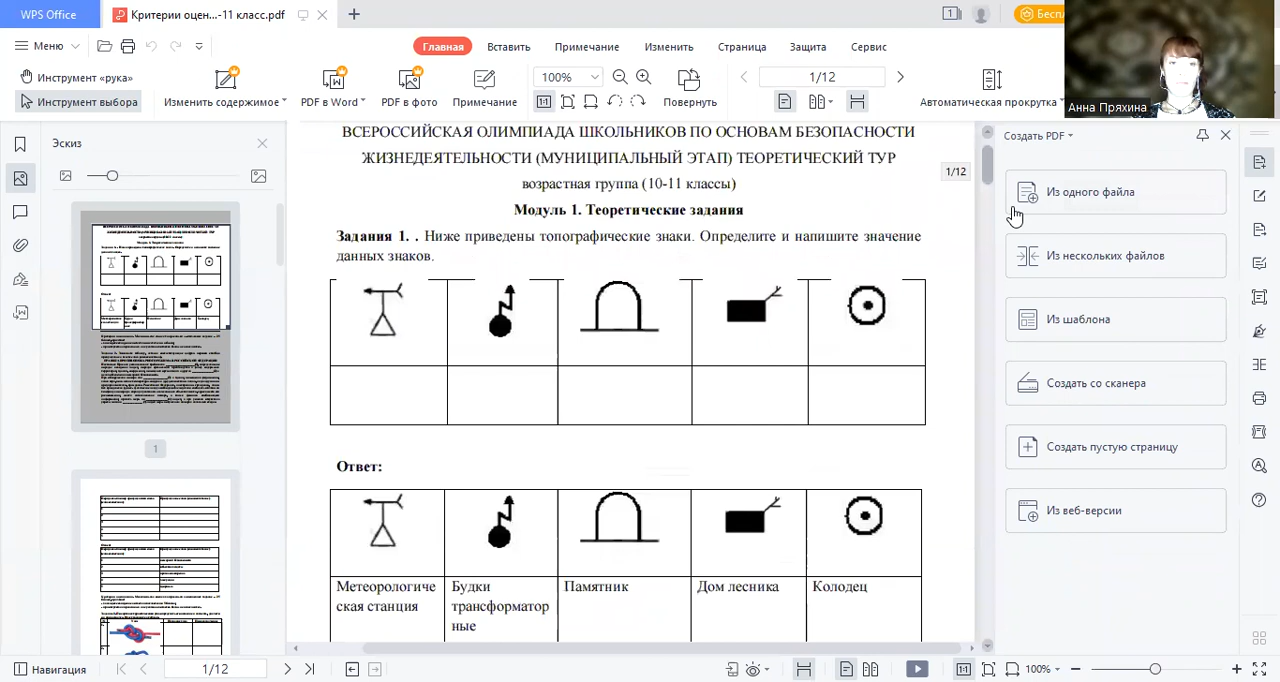 WPS Office
Критерии оцен...-11 класс.pdf
1
Беспл
Меню
Главная
Вставить
Примечание
Изменить
Страница
Защита
Сервис
Инструмент «рука»
Инструмент выбора
Изменить содержимое
PDF в Word
PDF в фото
Примечание
100%
Повернуть
1/12
Автоматическая прокрутка
Анна Пряхина
Эскиз
1
ВСЕРОССИЙСКАЯ ОЛИМПИАДА ШКОЛЬНИКОВ ПО ОСНОВАМ БЕЗОПАСНОСТИ
ЖИЗНЕДЕЯТЕЛЬНОСТИ (МУНИЦИПАЛЬНЫЙ ЭТАП) ТЕОРЕТИЧЕСКИЙ ТУР
возрастная группа (10-11 классы)
Модуль 1. Теоретические задания
Задания 1. . Ниже приведены топографические знаки. Определите и напишите значение
данных знаков.
Ответ:
Метеорологиче
ская станция
Будки
трансформатор
ные
Памятник
Дом лесника
Колодец
1/12
Создать PDF
Из одного файла
Из нескольких файлов
Из шаблона
Создать со сканера
Создать пустую страницу
Из веб-версии
Навигация
1/12
100%